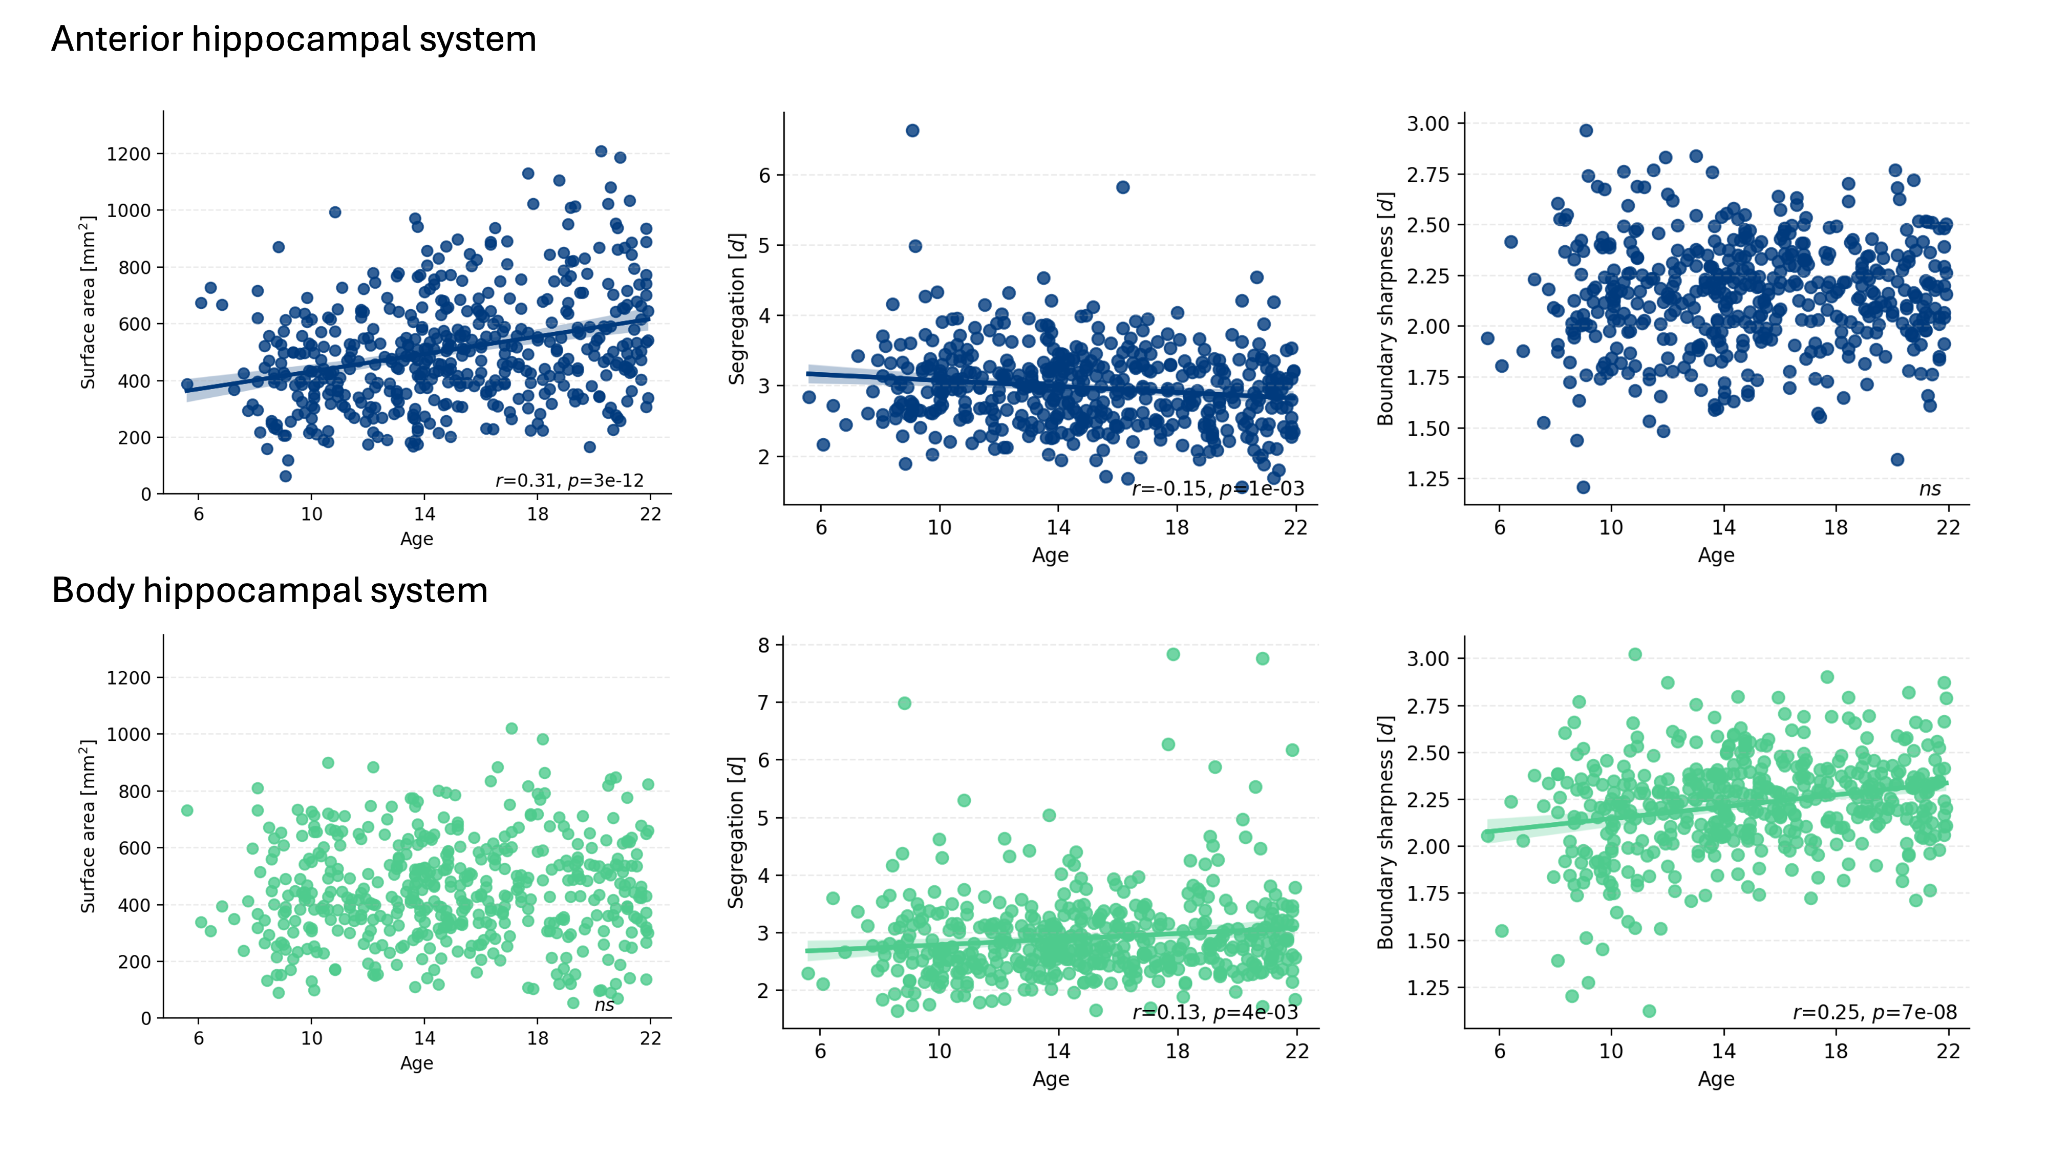 Anterior hippocampal system
Surface area [mm²]
1200
1000
800
600
400
200
0
6 10 14 18 22
Age
r=0.31, p=3e-12
Segregation [d]
6
5
4
3
2
6 10 14 18 22
Age
r=-0.15, p=1e-03
Boundary sharpness [d]
3.00
2.75
2.50
2.25
2.00
1.75
1.50
1.25
6 10 14 18 22
Age
ns
Body hippocampal system
Surface area [mm²]
1200
1000
800
600
400
200
0
6 10 14 18 22
Age
ns
Segregation [d]
8
7
6
5
4
3
2
6 10 14 18 22
Age
r=0.13, p=4e-03
Boundary sharpness [d]
3.00
2.75
2.50
2.25
2.00
1.75
1.50
1.25
6 10 14 18 22
Age
r=0.25, p=7e-08